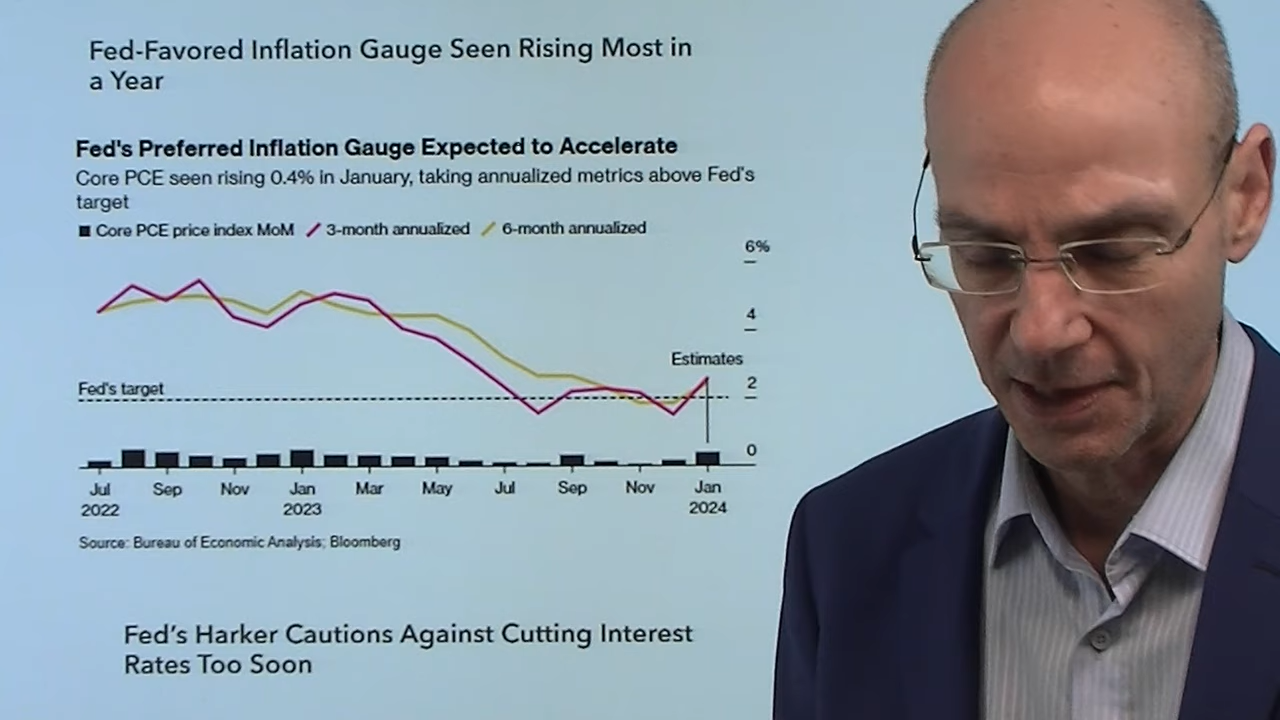 Fed-Favored Inflation Gauge Seen Rising Most in
a Year
Fed's Preferred Inflation Gauge Expected to Accelerate
Core PCE seen rising 0.4% in January, taking annualized metrics above Fed's
target
Core PCE price index MoM 3-month annualized 6-month annualized
6%
4
Estimates
2
Fed's target
0
Jul Sep Nov Jan Mar May Jul Sep Nov Jan
2022 2023 2024
Source: Bureau of Economic Analysis; Bloomberg
Fed’s Harker Cautions Against Cutting Interest
Rates Too Soon